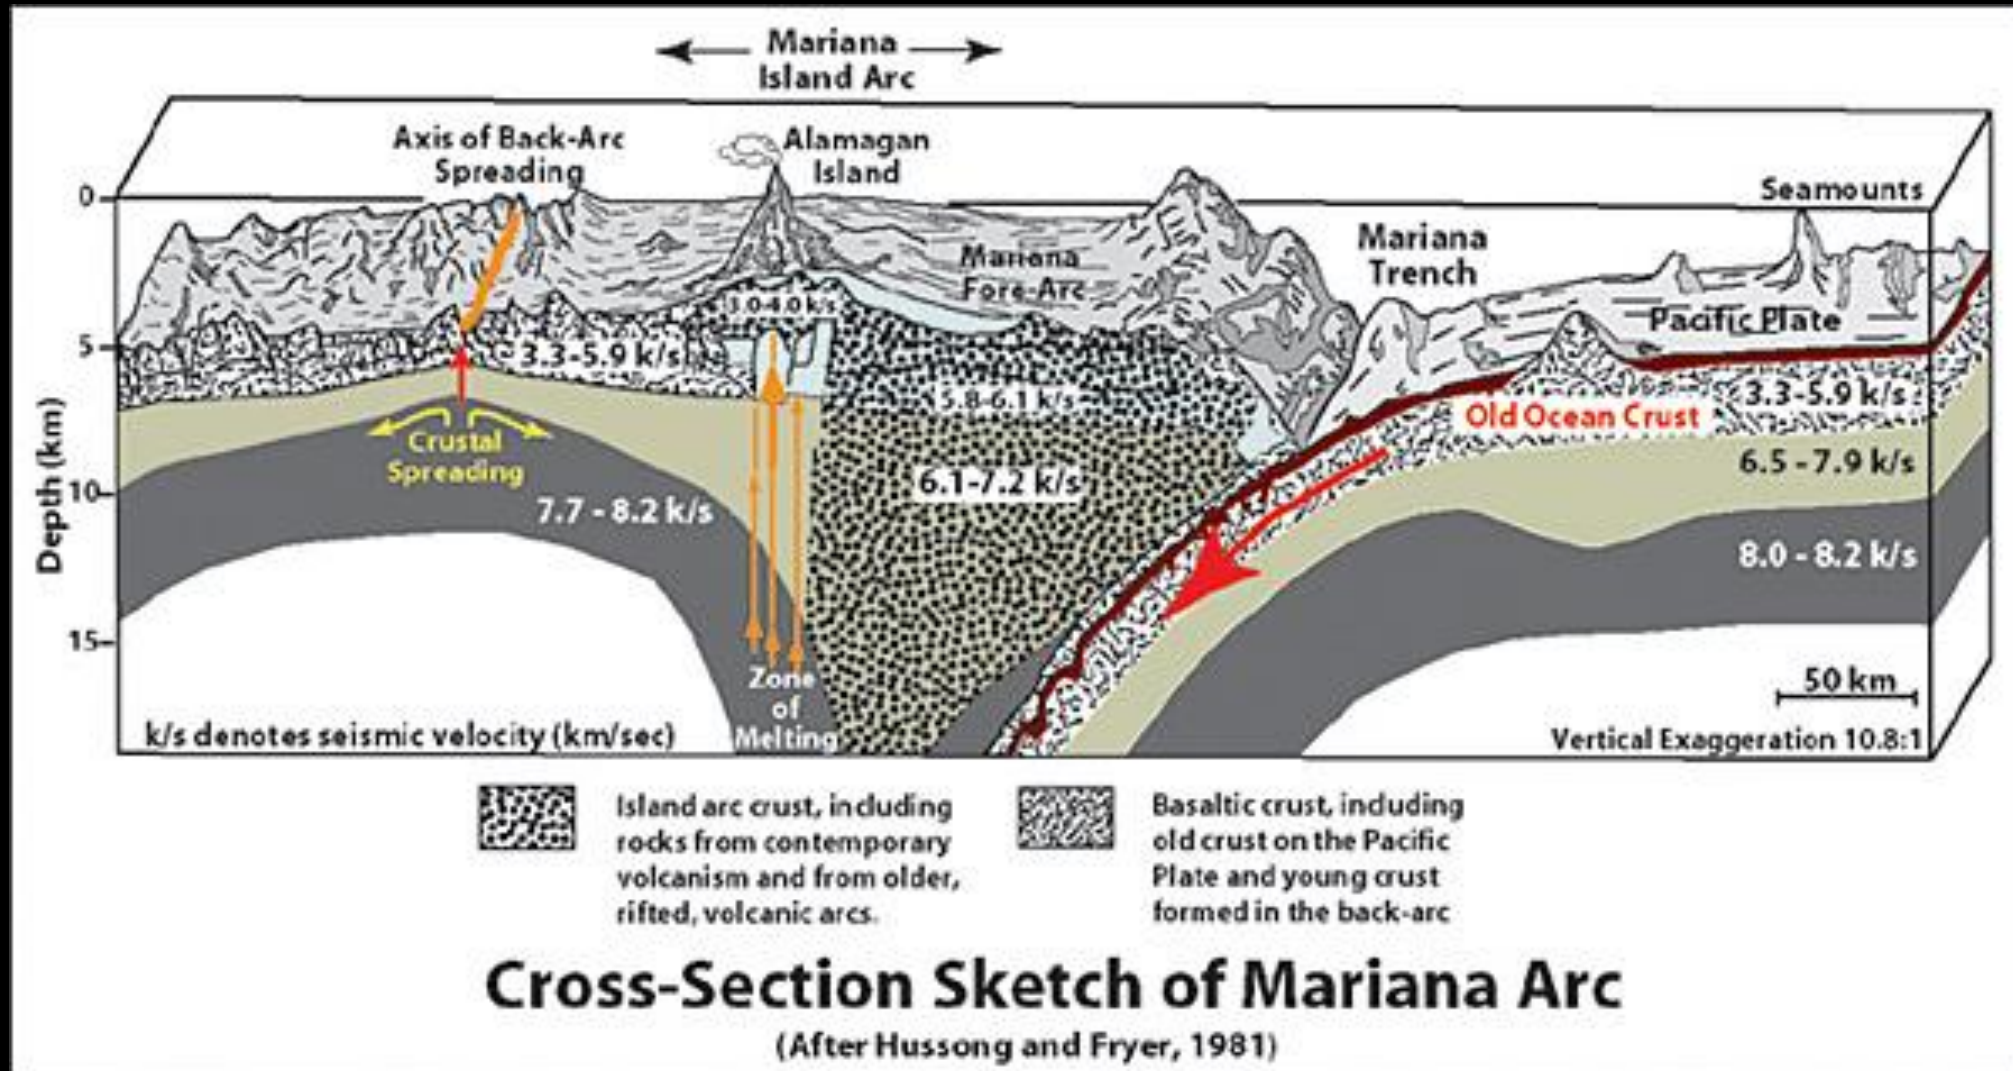 Mariana
Island Arc
Axis of Back-Arc
Spreading
Alamagan
Island
Seamounts
0
Mariana
Trench
Mariana
Fore-Arc
3.0-4.0 k/s
Pacific Plate
5
3.3-5.9 k/s
5.8-6.1 k/s
3.3-5.9 k/s
Old Ocean Crust
Crustal
Spreading
6.5 - 7.9 k/s
6.1-7.2 k/s
Depth (km)
10
7.7 - 8.2 k/s
8.0 - 8.2 k/s
15
Zone
of
Melting
50 km
k/s denotes seismic velocity (km/sec)
Vertical Exaggeration 10.8:1
Island arc crust, including
rocks from contemporary
volcanism and from older,
rifted, volcanic arcs.
Basaltic crust, including
old crust on the Pacific
Plate and young crust
formed in the back-arc
Cross-Section Sketch of Mariana Arc
(After Hussong and Fryer, 1981)